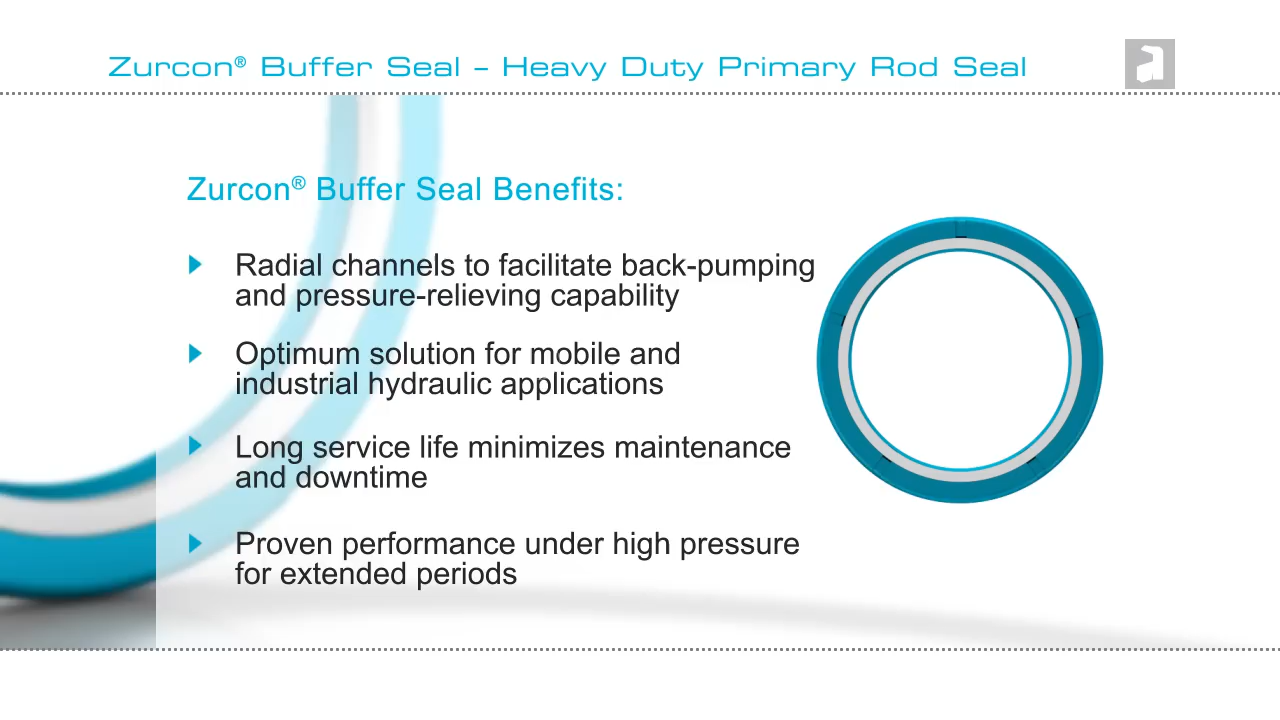 Zurcon® Buffer Seal – Heavy Duty Primary Rod Seal
Zurcon® Buffer Seal Benefits:
Radial channels to facilitate back-pumping
and pressure-relieving capability
Optimum solution for mobile and
industrial hydraulic applications
Long service life minimizes maintenance
and downtime
Proven performance under high pressure
for extended periods